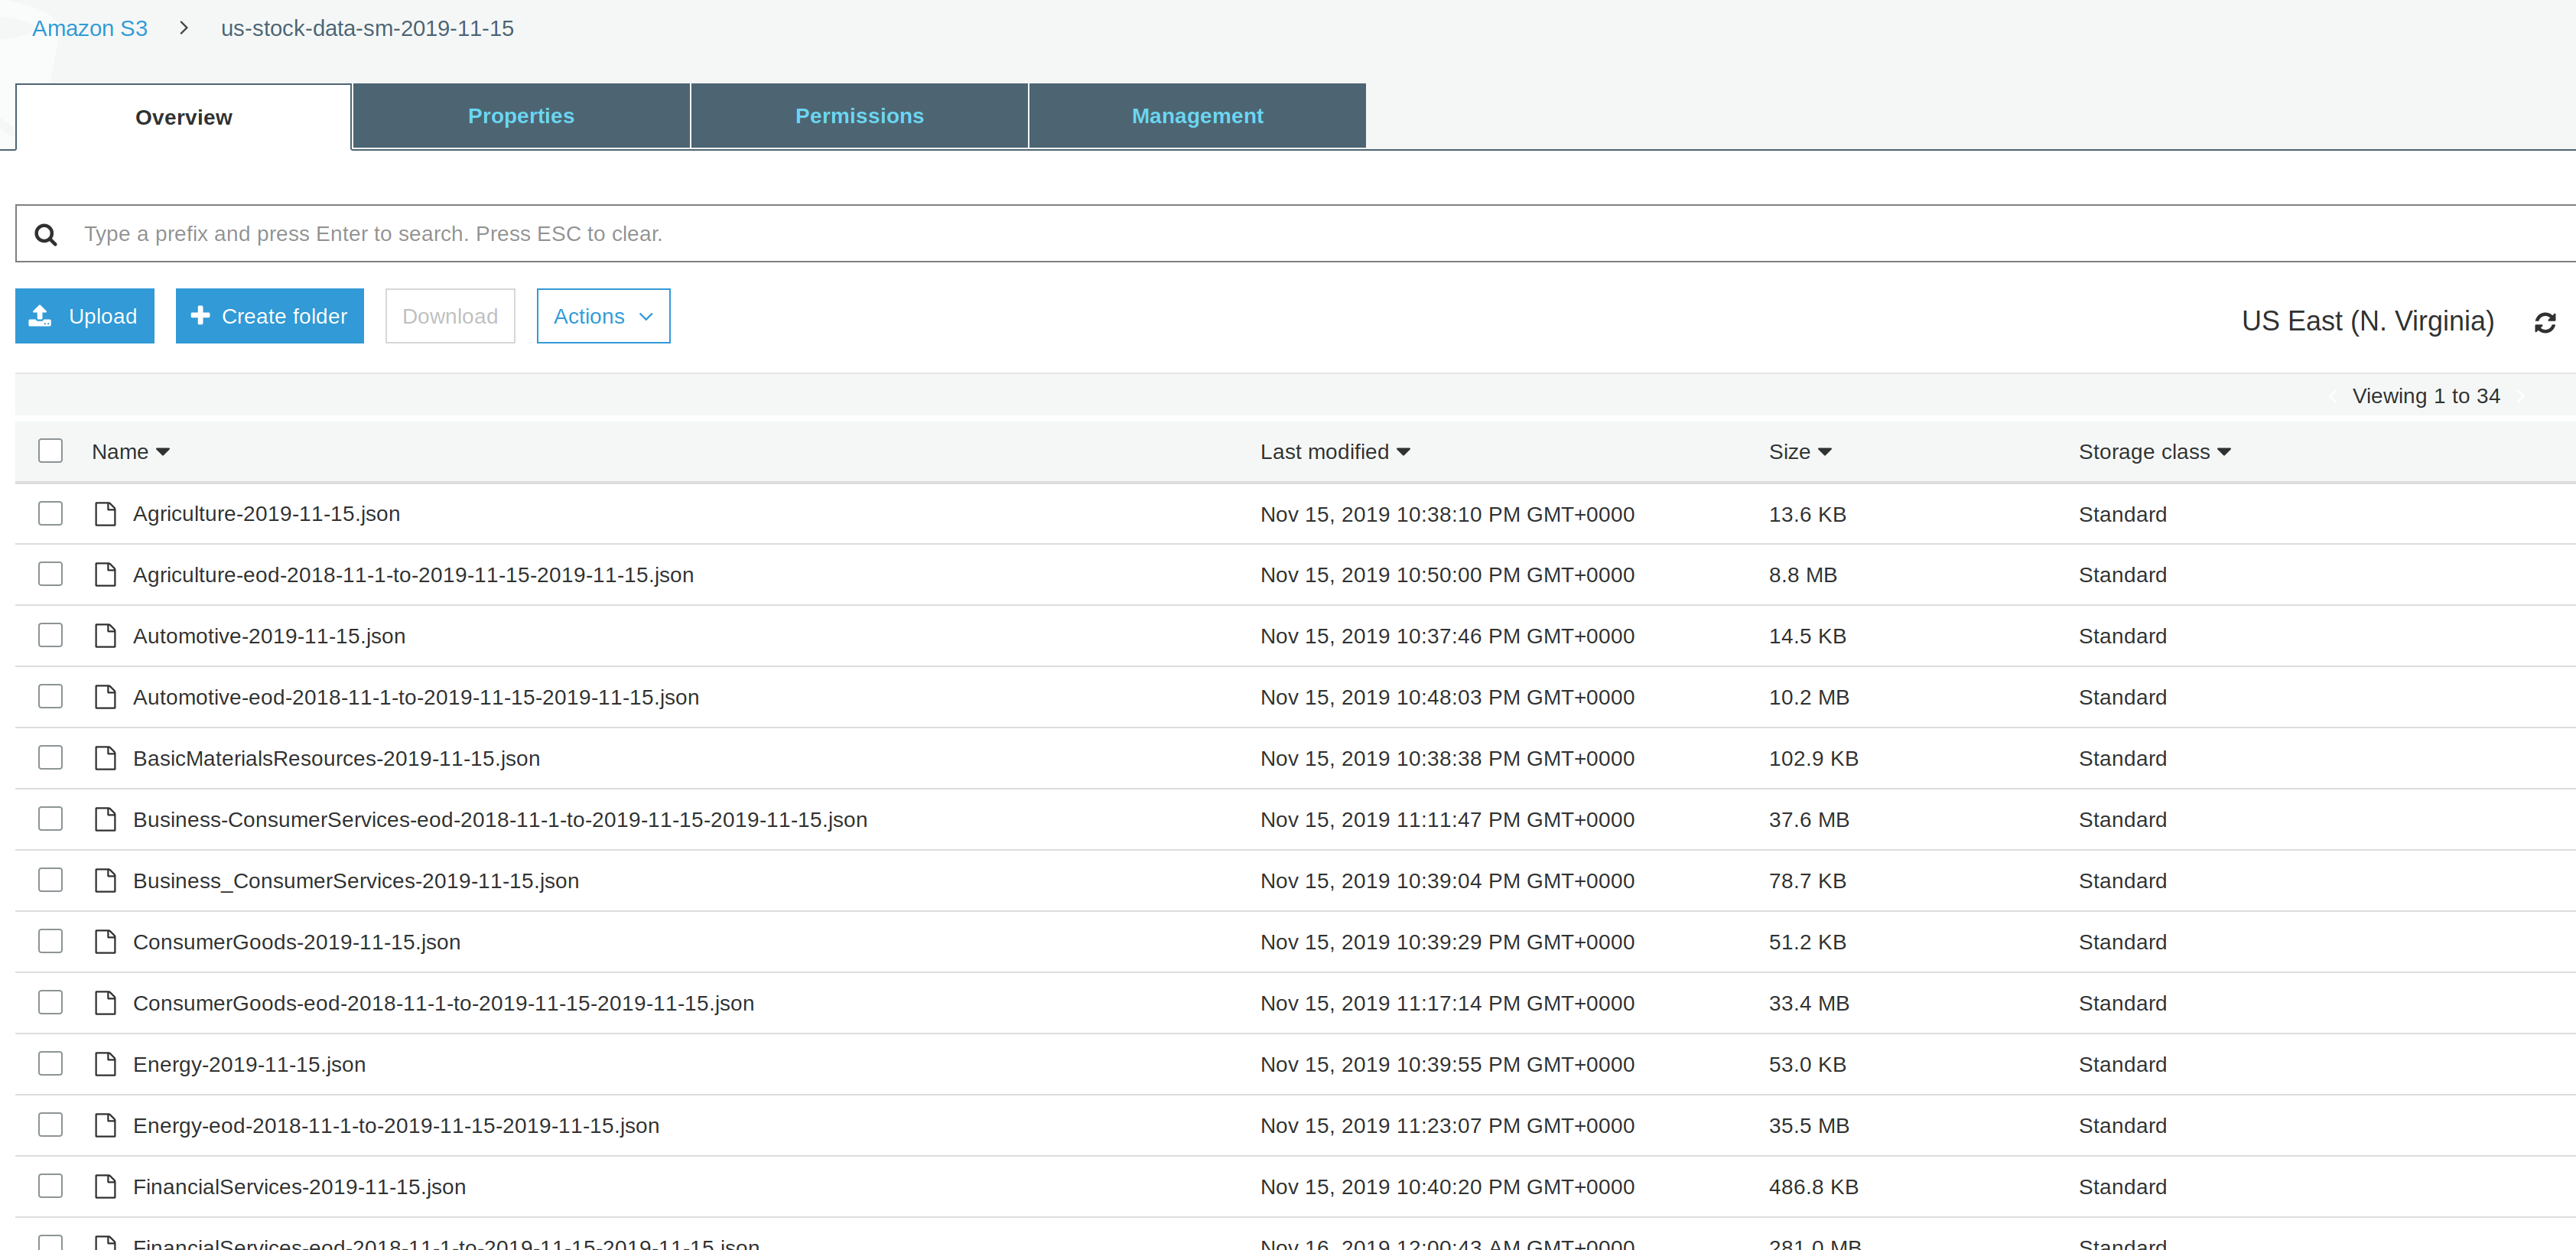 Amazon S3 > us-stock-data-sm-2019-11-15
Overview Properties Permissions Management
Type a prefix and press Enter to search. Press ESC to clear.
Upload Create folder Download Actions US East (N. Virginia)
Viewing 1 to 34
Name Last modified Size Storage class
Agriculture-2019-11-15.json Nov 15, 2019 10:38:10 PM GMT+0000 13.6 KB Standard
Agriculture-eod-2018-11-1-to-2019-11-15-2019-11-15.json Nov 15, 2019 10:50:00 PM GMT+0000 8.8 MB Standard
Automotive-2019-11-15.json Nov 15, 2019 10:37:46 PM GMT+0000 14.5 KB Standard
Automotive-eod-2018-11-1-to-2019-11-15-2019-11-15.json Nov 15, 2019 10:48:03 PM GMT+0000 10.2 MB Standard
BasicMaterialsResources-2019-11-15.json Nov 15, 2019 10:38:38 PM GMT+0000 102.9 KB Standard
Business-ConsumerServices-eod-2018-11-1-to-2019-11-15-2019-11-15.json Nov 15, 2019 11:11:47 PM GMT+0000 37.6 MB Standard
Business_ConsumerServices-2019-11-15.json Nov 15, 2019 10:39:04 PM GMT+0000 78.7 KB Standard
ConsumerGoods-2019-11-15.json Nov 15, 2019 10:39:29 PM GMT+0000 51.2 KB Standard
ConsumerGoods-eod-2018-11-1-to-2019-11-15-2019-11-15.json Nov 15, 2019 11:17:14 PM GMT+0000 33.4 MB Standard
Energy-2019-11-15.json Nov 15, 2019 10:39:55 PM GMT+0000 53.0 KB Standard
Energy-eod-2018-11-1-to-2019-11-15-2019-11-15.json Nov 15, 2019 11:23:07 PM GMT+0000 35.5 MB Standard
FinancialServices-2019-11-15.json Nov 15, 2019 10:40:20 PM GMT+0000 486.8 KB Standard
FinancialServices-eod-2018-11-1-to-2019-11-15-2019-11-15.json Nov 16, 2019 12:00:43 AM GMT+0000 281.0 MB Standard